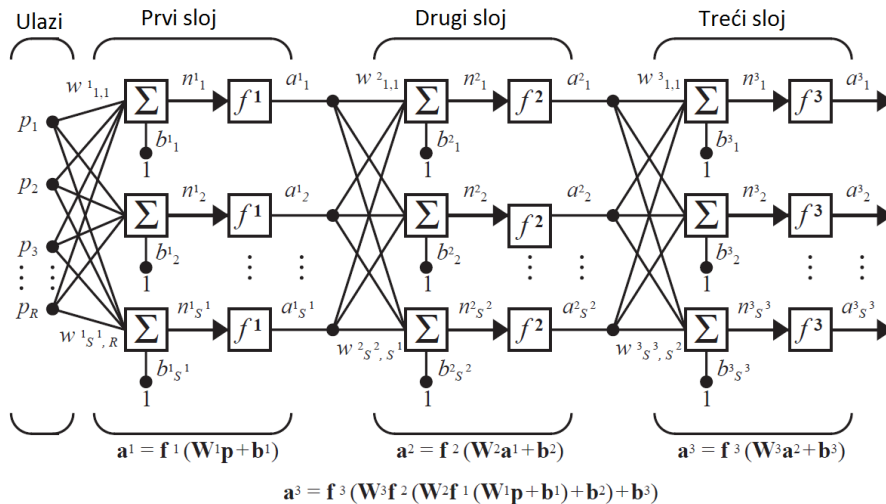 Ulazi Prvi sloj Drugi sloj Treći sloj
w¹₁,₁ n¹₁ a¹₁ w²₁,₁ n²₁ a²₁ w³₁,₁ n³₁ a³₁
Σ f¹ Σ f² Σ f³
p₁ b¹₁ b²₁ b³₁
1 1 1
p₂ n¹₂ a¹₂ n²₂ a²₂ n³₂ a³₂
Σ f¹ Σ f² Σ f³
p₃ b¹₂ b²₂ b³₂
1 1 1
p_R n¹_S¹ a¹_S¹ n²_S² a²_S² n³_S³ a³_S³
Σ f¹ Σ f² Σ f³
w¹_S¹,R w²_S²,S¹ w³_S³,S²
b¹_S¹ b²_S² b³_S³
1 1 1
a¹ = f¹(W¹p+b¹) a² = f²(W²a¹+b²) a³ = f³(W³a²+b³)
a³ = f³(W³f²(W²f¹(W¹p+b¹)+b²)+b³)